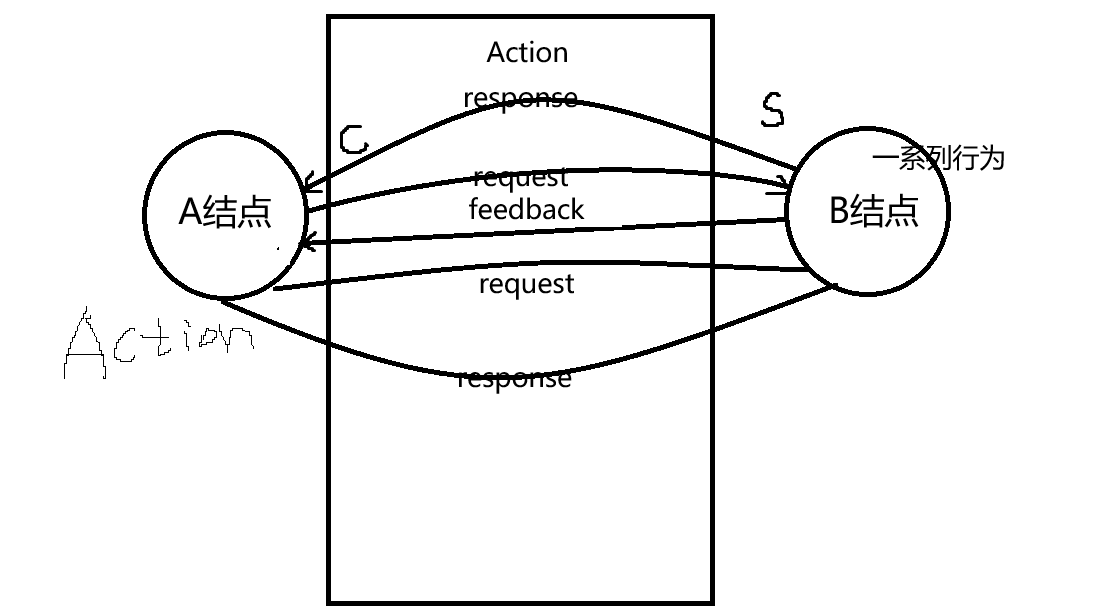 Action
response
S
C
一系列行为
request
A结点
feedback
B结点
request
Action
response